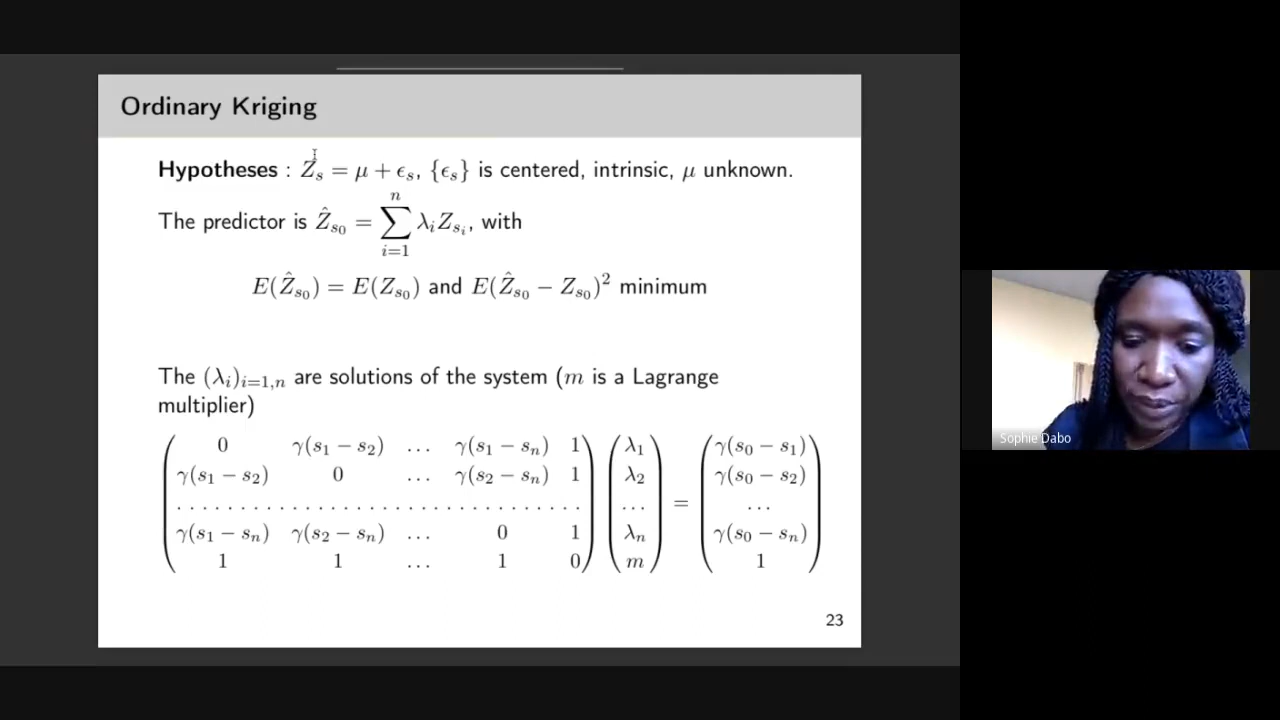 Ordinary Kriging
Hypotheses : Z_s = μ + ϵ_s, {ϵ_s} is centered, intrinsic, μ unknown.
The predictor is Ẑ_{s_0} = ∑_{i=1}^{n} λ_i Z_{s_i}, with
E(Ẑ_{s_0}) = E(Z_{s_0}) and E(Ẑ_{s_0} − Z_{s_0})² minimum
The (λ_i)_{i=1,n} are solutions of the system (m is a Lagrange
multiplier)
0 γ(s_1 − s_2) … γ(s_1 − s_n) 1 λ_1 γ(s_0 − s_1)
γ(s_1 − s_2) 0 … γ(s_2 − s_n) 1 λ_2 γ(s_0 − s_2)
. . . . . . . . . . . . . . . . . . . . . . . . . . . . . … = …
γ(s_1 − s_n) γ(s_2 − s_n) … 0 1 λ_n γ(s_0 − s_n)
1 1 … 1 0 m 1
23
Sophie Dabo